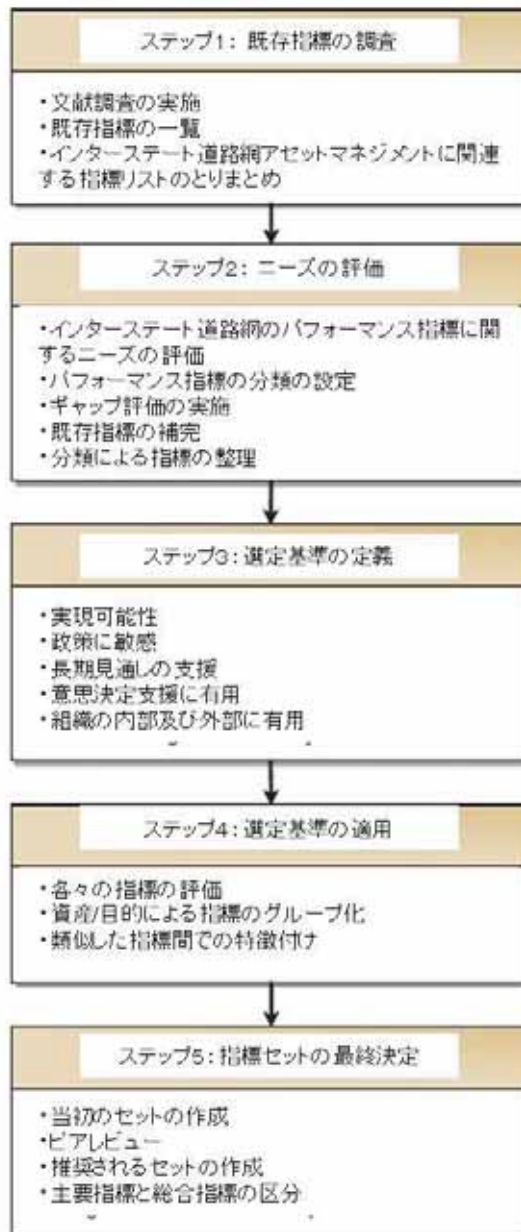 ステップ1: 既存指標の調査
・文献調査の実施
・既存指標の一覧
・インターステート道路網アセットマネジメントに関連
する指標リストのとりまとめ
ステップ2: ニーズの評価
・インターステート道路網のパフォーマンス指標に関
するニーズの評価
・パフォーマンス指標の分類の設定
・ギャップ評価の実施
・既存指標の補完
・分類による指標の整理
ステップ3: 選定基準の定義
・実現可能性
・政策に敏感
・長期見通しの支援
・意思決定支援に有用
・組織の内部及び外部に有用
ステップ4: 選定基準の適用
・各々の指標の評価
・資産/目的による指標のグループ化
・類似した指標間での特徴付け
ステップ5: 指標セットの最終決定
・当初のセットの作成
・ピアレビュー
・推奨されるセットの作成
・主要指標と総合指標の区分